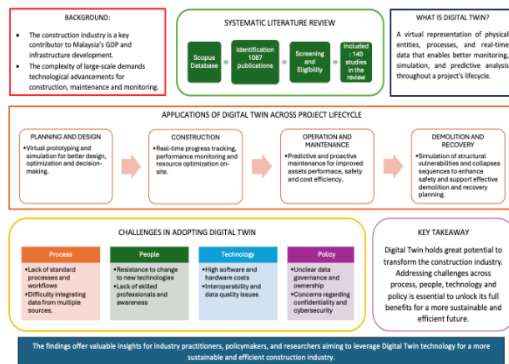 BACKGROUND:
• The construction industry is a key
contributor to Malaysia's GDP and
infrastructure development.
• The complexity of large-scale demands
technological advancements for
construction, maintenance and monitoring.
SYSTEMATIC LITERATURE REVIEW
Scopus
Database
Identification
1087
publications
Screening
and
Eligibility
Included
: 140
studies in
the review
WHAT IS DIGITAL TWIN?
A virtual representation of physical
entities, processes, and real-time
data that enables better monitoring,
simulation, and predictive analysis
throughout a project's lifecycle.
APPLICATIONS OF DIGITAL TWIN ACROSS PROJECT LIFECYCLE
PLANNING AND DESIGN
• Virtual prototyping and
simulation for better design,
optimization and decision-
making.
CONSTRUCTION
• Real-time progress tracking,
performance monitoring and
resource optimization on-
site.
OPERATION AND
MAINTENANCE
• Predictive and proactive
maintenance for improved
assets performace, safety
and cost efficiency.
DEMOLITION AND
RECOVERY
• Simulation of structural
vulnerabilities and collapses
sequences to enhance
safety and support effective
demolition and recovery
planning.
CHALLENGES IN ADOPTING DIGITAL TWIN
Process
• Lack of standard
processes and
workflows
• Difficulty integrating
data from multiple
sources.
People
• Resistance to change
to new technologies
• Lack of skilled
professionals and
awareness
Technology
• High software and
hardware costs
• Interoperability and
data quality issues
Policy
• Unclear data
governance and
ownership
• Concerns regarding
confidentiality and
cybersecurity
KEY TAKEAWAY
Digital Twin holds great potential to
transform the construction industry.
Addressing challenges across
process, people, technology and
policy is essential to unlock its full
benefits for a more sustainable and
efficient future.
The findings offer valuable insights for industry practitioners, policymakers, and researchers aiming to leverage Digital Twin technology for a more
sustainable and efficient construction industry.